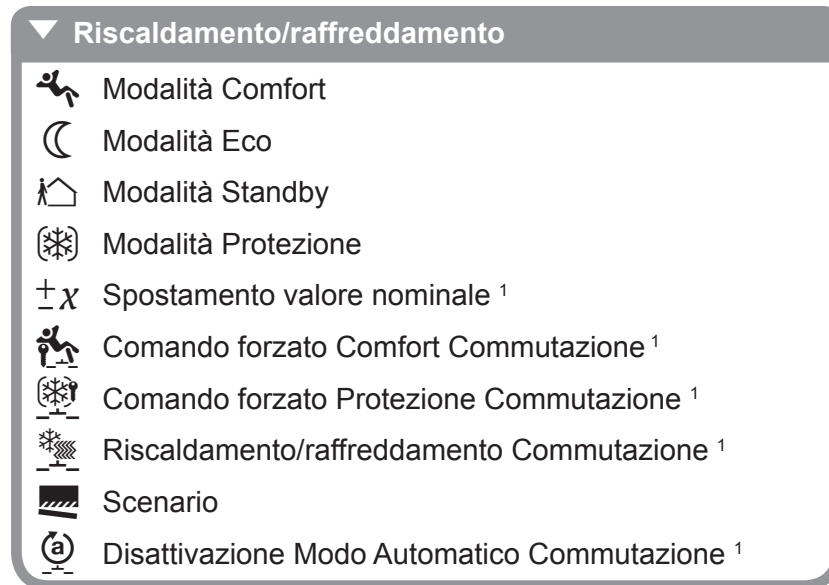 ▼ Riscaldamento/raffreddamento
Modalità Comfort
Modalità Eco
Modalità Standby
Modalità Protezione
±x Spostamento valore nominale ¹
Comando forzato Comfort Commutazione ¹
Comando forzato Protezione Commutazione ¹
Riscaldamento/raffreddamento Commutazione ¹
Scenario
a Disattivazione Modo Automatico Commutazione ¹